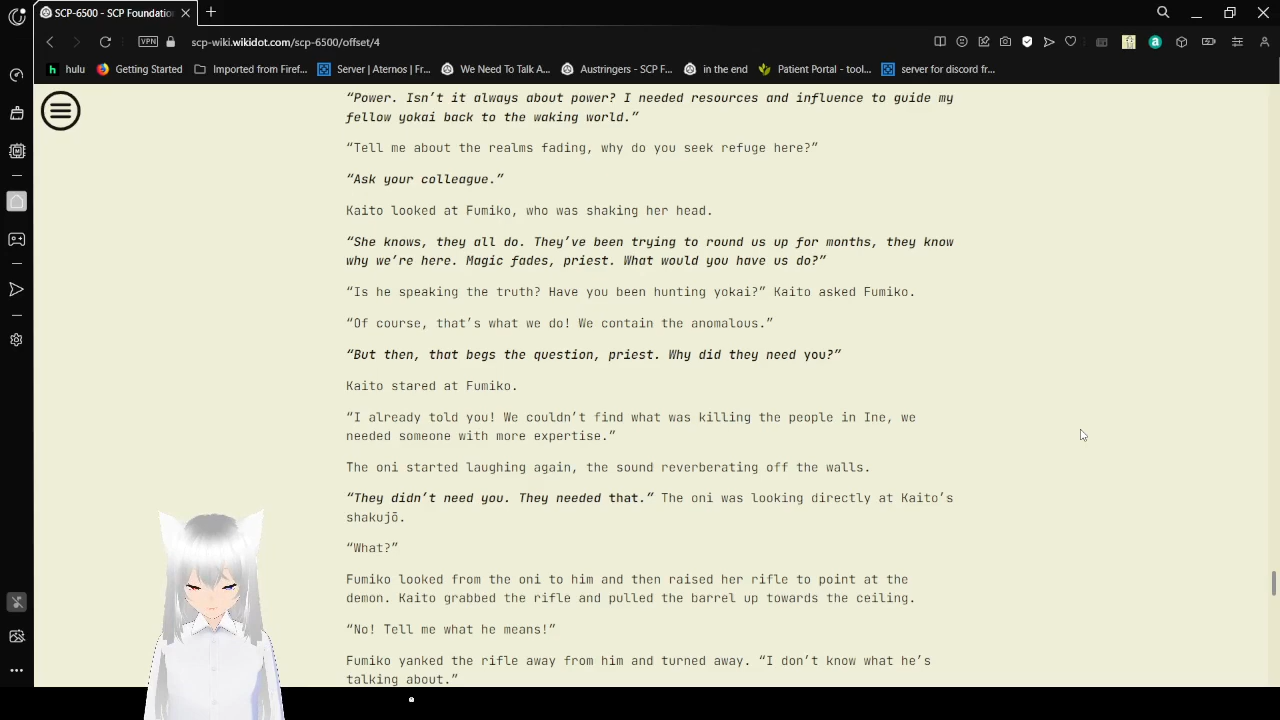 SCP-6500 - SCP Foundatio
VPN
scp-wiki.wikidot.com/scp-6500/offset/4
hulu
Getting Started
Imported from Firef...
Server | Aternos | Fr...
We Need To Talk A...
Austringers - SCP F...
in the end
Patient Portal - tool...
server for discord fr...
“Power. Isn’t it always about power? I needed resources and influence to guide my
fellow yokai back to the waking world.”
“Tell me about the realms fading, why do you seek refuge here?”
“Ask your colleague.”
Kaito looked at Fumiko, who was shaking her head.
“She knows, they all do. They’ve been trying to round us up for months, they know
why we’re here. Magic fades, priest. What would you have us do?”
“Is he speaking the truth? Have you been hunting yokai?” Kaito asked Fumiko.
“Of course, that’s what we do! We contain the anomalous.”
“But then, that begs the question, priest. Why did they need you?”
Kaito stared at Fumiko.
“I already told you! We couldn’t find what was killing the people in Ine, we
needed someone with more expertise.”
The oni started laughing again, the sound reverberating off the walls.
“They didn’t need you. They needed that.” The oni was looking directly at Kaito’s
shakujō.
“What?”
Fumiko looked from the oni to him and then raised her rifle to point at the
demon. Kaito grabbed the rifle and pulled the barrel up towards the ceiling.
“No! Tell me what he means!”
Fumiko yanked the rifle away from him and turned away. “I don’t know what he’s
talking about.”